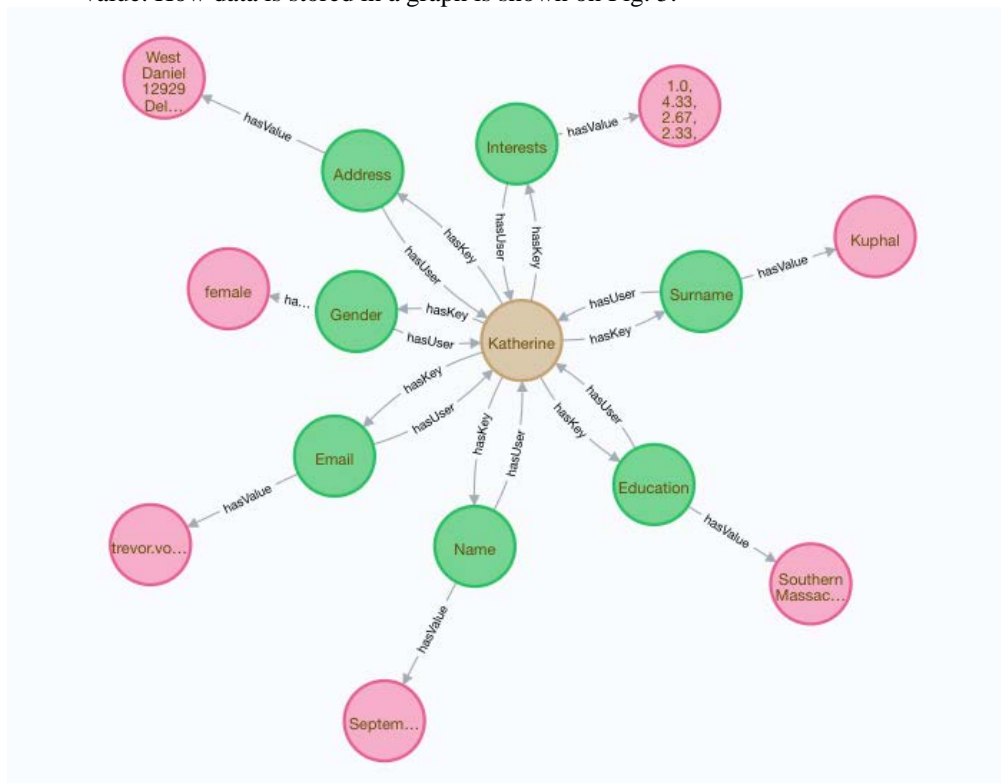 value. How data is stored in a graph is shown on Fig. 3.
West
Daniel
12929
Del...
hasValue
Address
hasUser
hasKey
Interests
hasValue
1.0,
4.33,
2.67,
2.33,
hasUser
hasKey
Kuphal
hasValue
Surname
hasUser
hasKey
female
ha...
Gender
hasKey
hasUser
Katherine
hasKey
hasUser
Email
hasValue
trevor.vo...
hasKey
hasUser
Name
hasValue
Septem...
hasUser
hasKey
Education
hasValue
Southern
Massac...